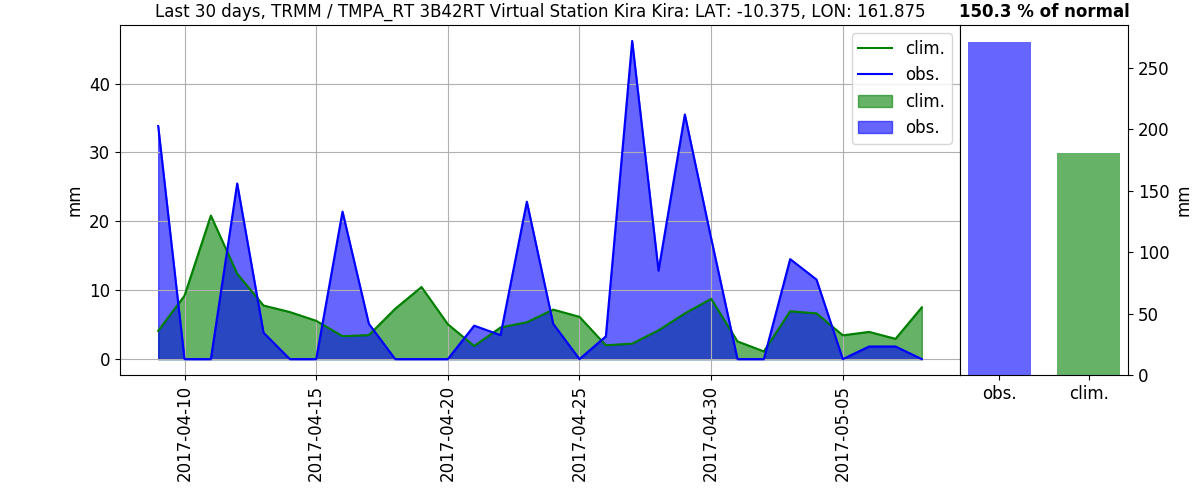 Last 30 days, TRMM / TMPA_RT 3B42RT Virtual Station Kira Kira: LAT: -10.375, LON: 161.875
150.3 % of normal
clim.
obs.
clim.
obs.
mm
40
30
20
10
0
2017-04-10
2017-04-15
2017-04-20
2017-04-25
2017-04-30
2017-05-05
250
200
150
100
50
0
mm
obs.
clim.